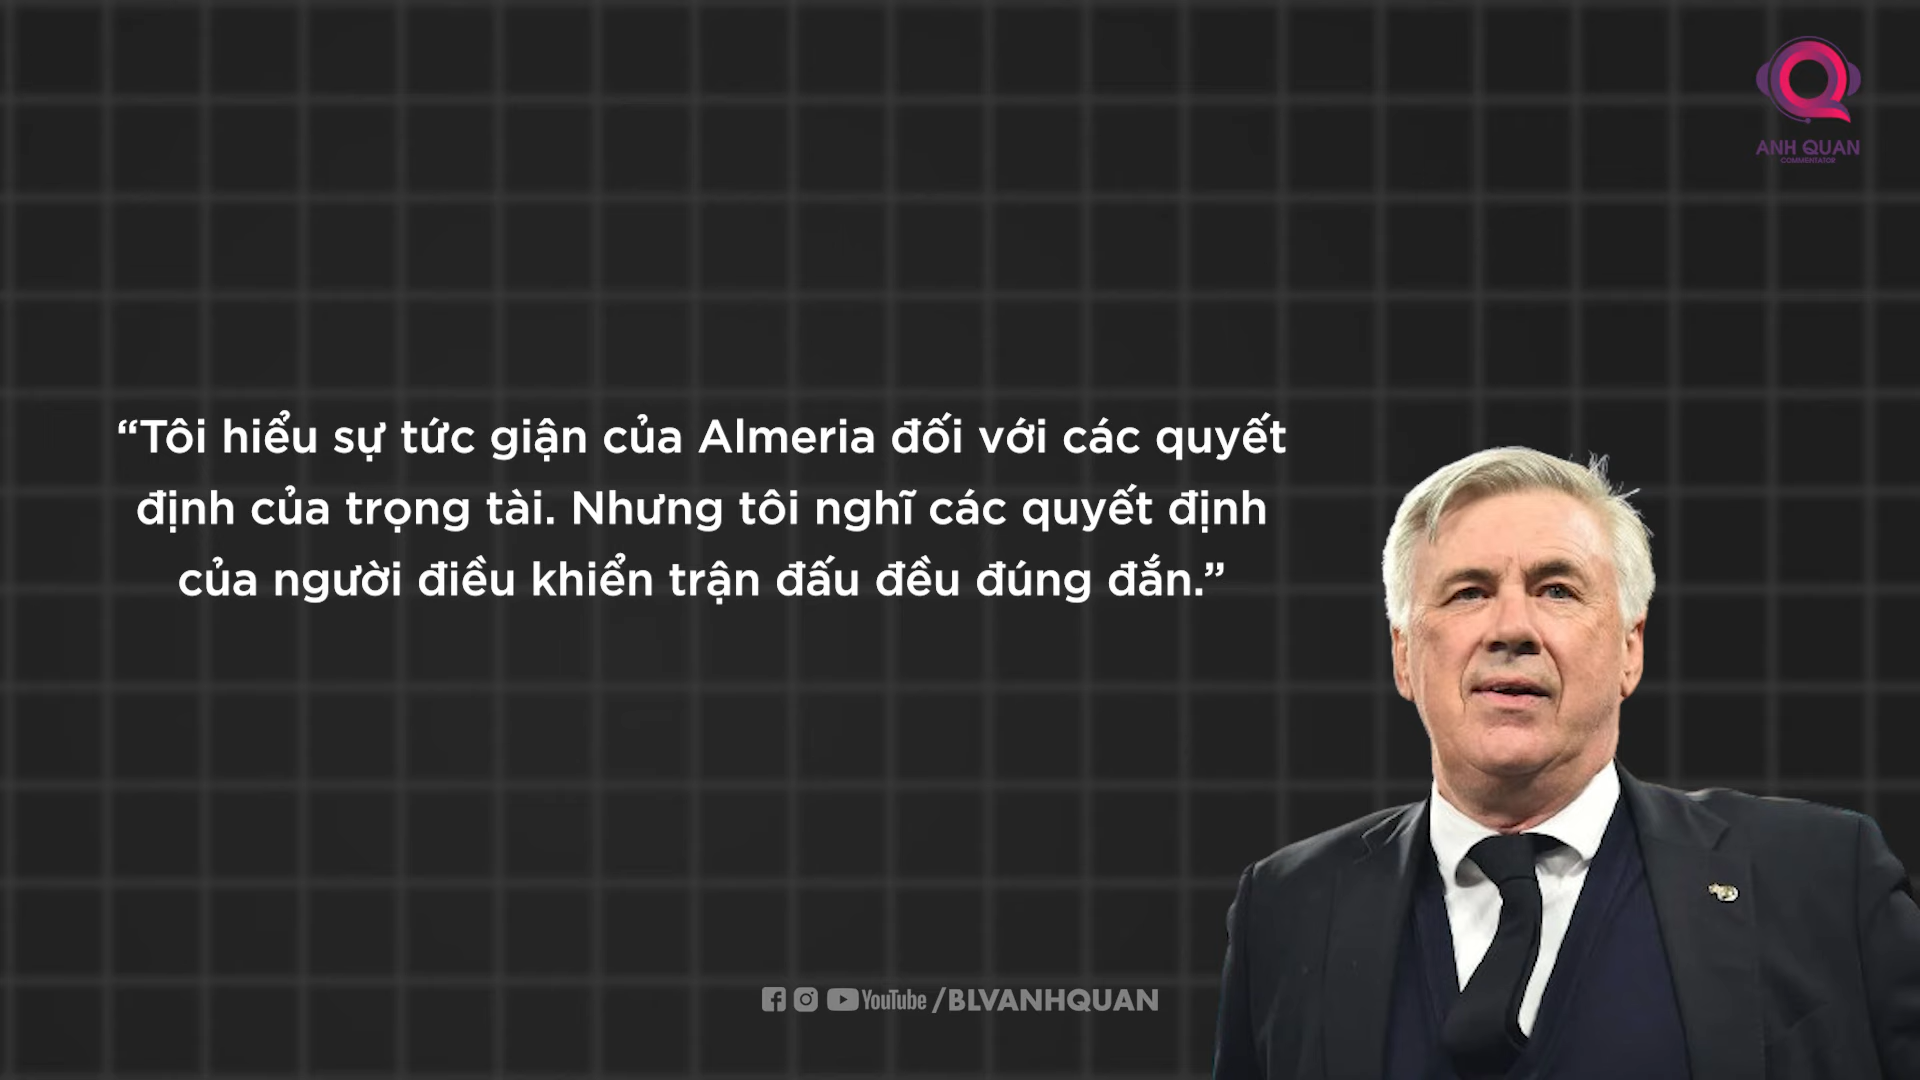 ANH QUAN
COMMENTATOR
“Tôi hiểu sự tức giận của Almeria đối với các quyết
định của trọng tài. Nhưng tôi nghĩ các quyết định
của người điều khiển trận đấu đều đúng đắn.”
YouTube /BLVANHQUAN